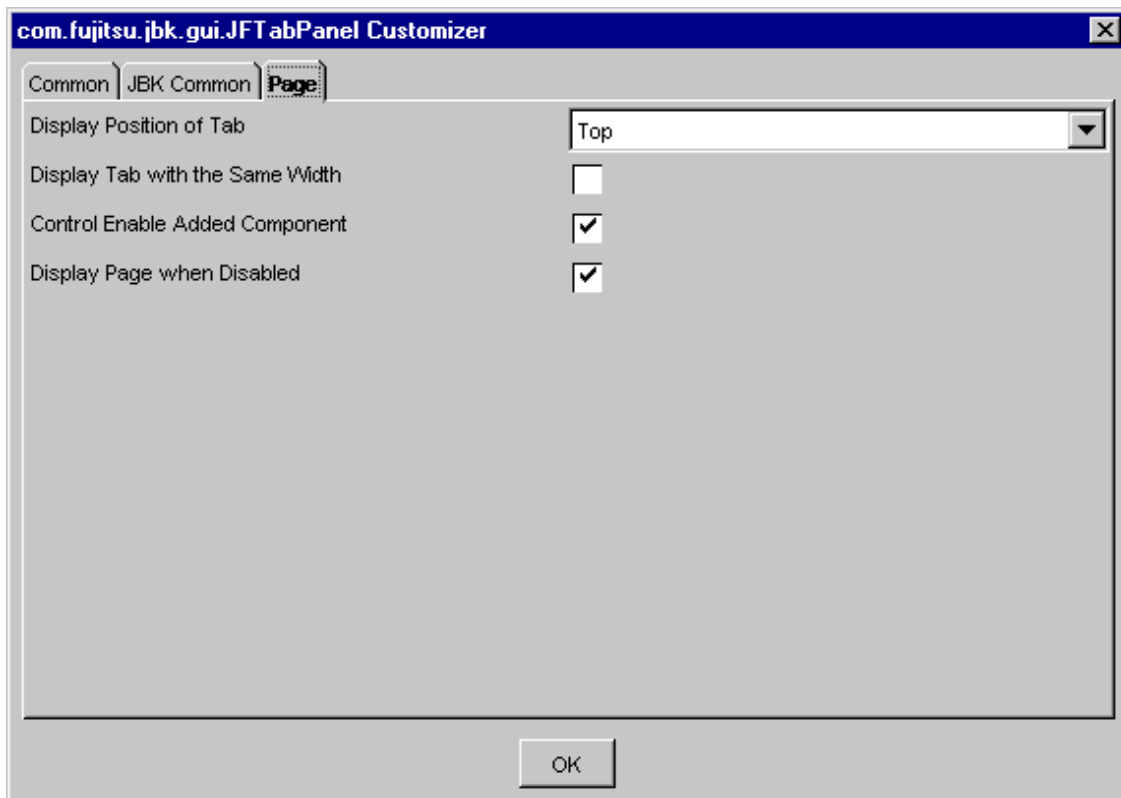 com.fujitsu.jbk.gui.JFTabPanel Customizer
Common JBK Common Page
Display Position of Tab Top
Display Tab with the Same Width
Control Enable Added Component
Display Page when Disabled
OK